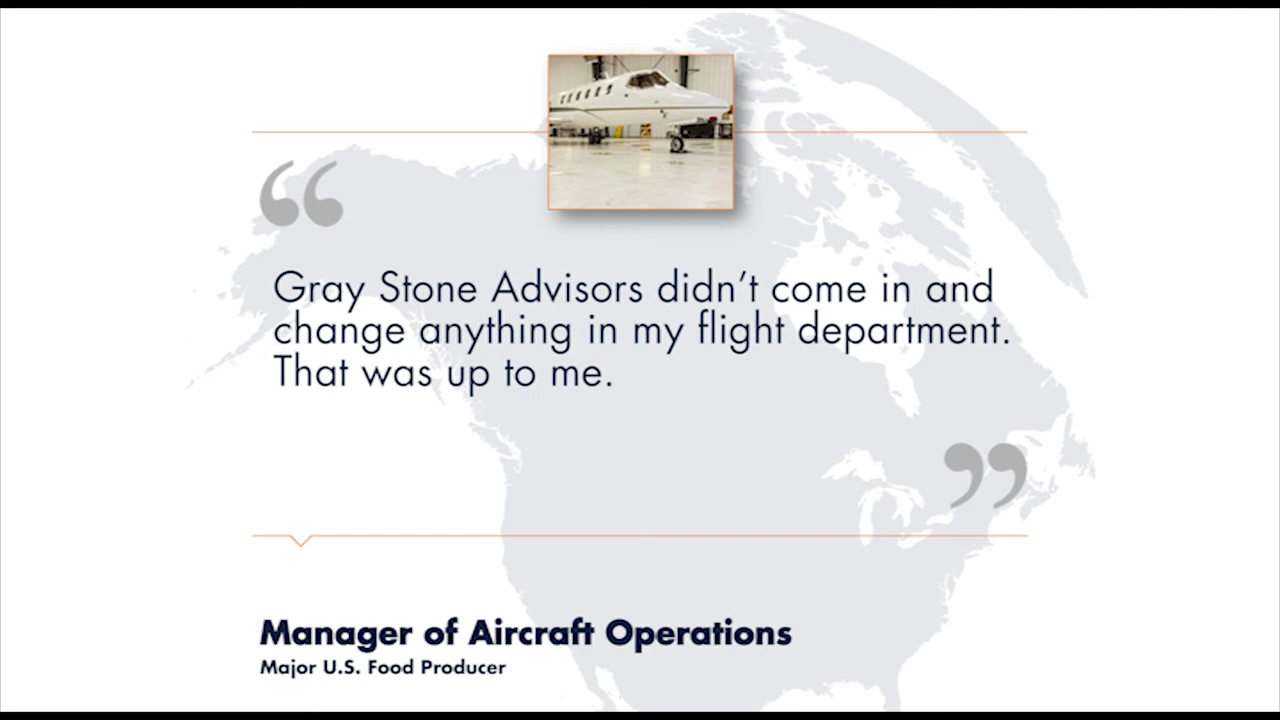 “
Gray Stone Advisors didn’t come in and
change anything in my flight department.
That was up to me.
”
Manager of Aircraft Operations
Major U.S. Food Producer